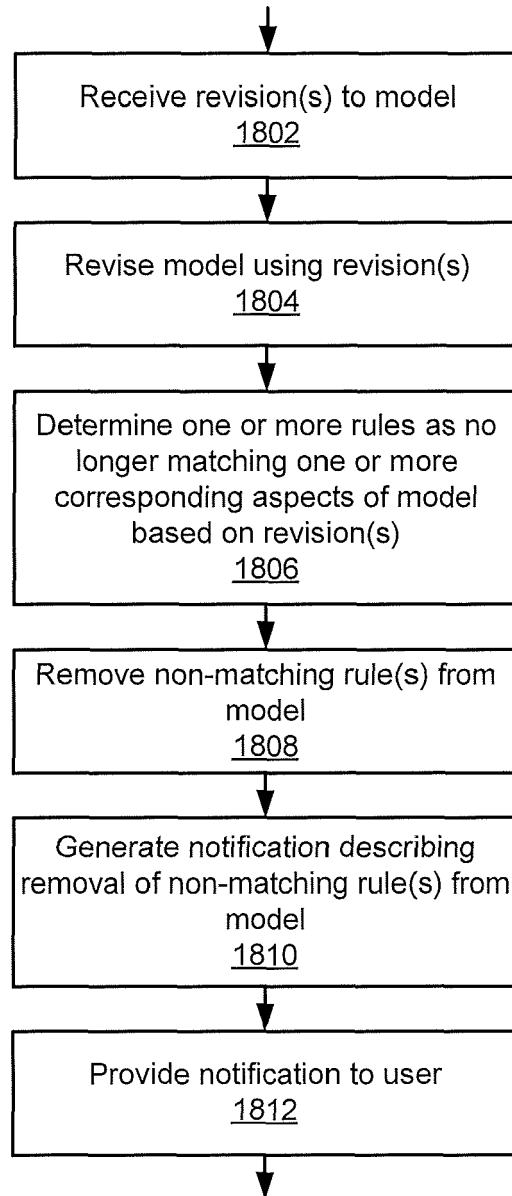 Receive revision(s) to model
1802
Revise model using revision(s)
1804
Determine one or more rules as no
longer matching one or more
corresponding aspects of model
based on revision(s)
1806
Remove non-matching rule(s) from
model
1808
Generate notification describing
removal of non-matching rule(s) from
model
1810
Provide notification to user
1812